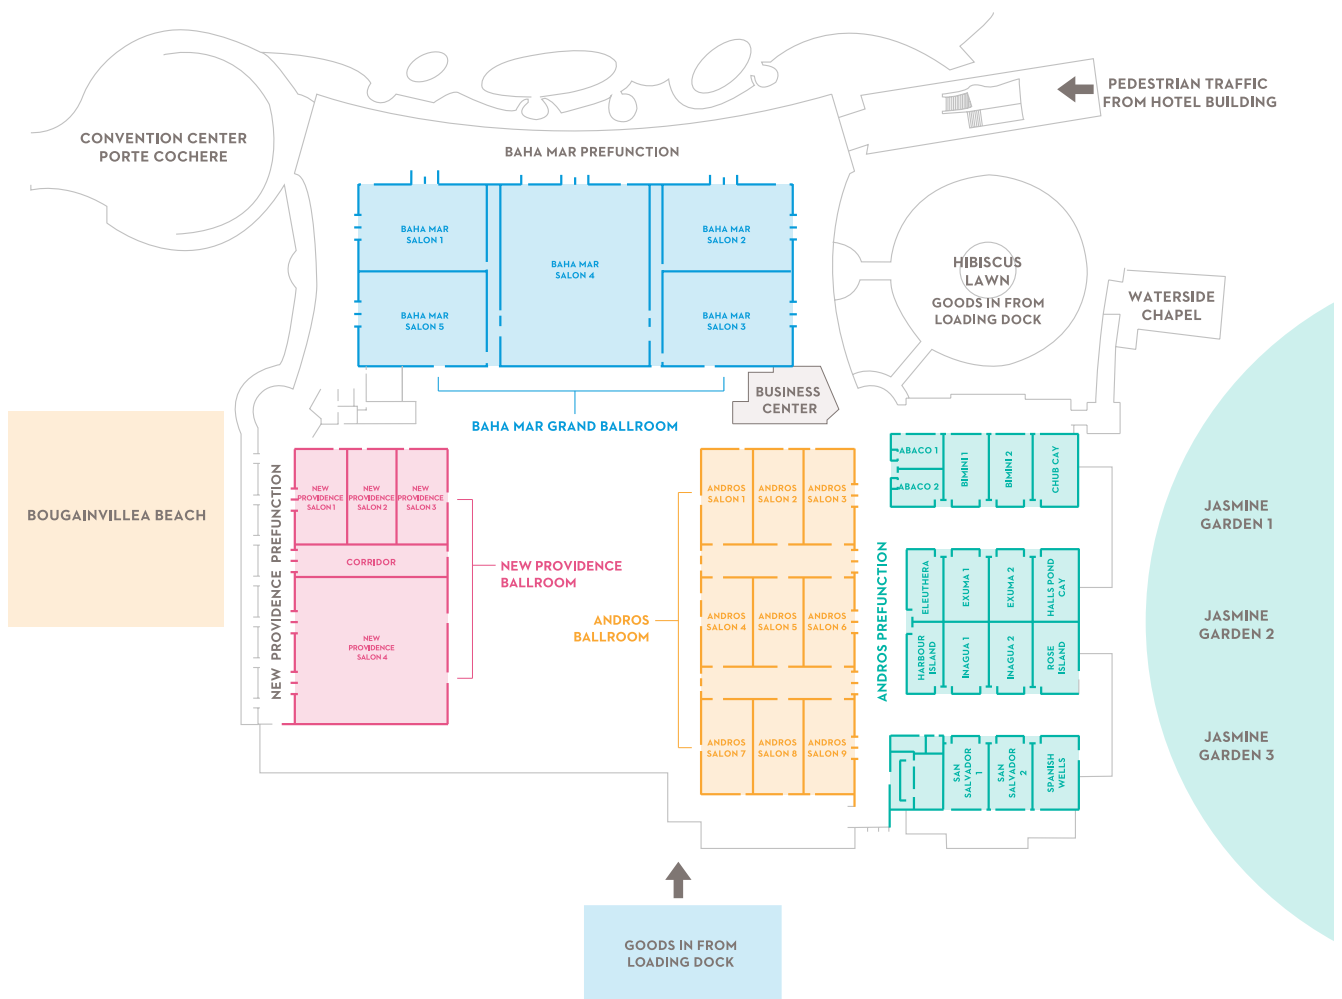 PEDESTRIAN TRAFFIC
FROM HOTEL BUILDING
CONVENTION CENTER
PORTE COCHERE
BAHA MAR PREFUNCTION
BAHA MAR
SALON 1
BAHA MAR
SALON 4
BAHA MAR
SALON 2
BAHA MAR
SALON 5
BAHA MAR
SALON 3
HIBISCUS
LAWN
GOODS IN FROM
LOADING DOCK
WATERSIDE
CHAPEL
BUSINESS
CENTER
BAHA MAR GRAND BALLROOM
BOUGAINVILLEA BEACH
NEW PROVIDENCE PREFUNCTION
NEW
PROVIDENCE
SALON 1
NEW
PROVIDENCE
SALON 2
NEW
PROVIDENCE
SALON 3
CORRIDOR
NEW
PROVIDENCE
SALON 4
NEW PROVIDENCE
BALLROOM
ANDROS
BALLROOM
ANDROS
SALON 1
ANDROS
SALON 2
ANDROS
SALON 3
ANDROS
SALON 4
ANDROS
SALON 5
ANDROS
SALON 6
ANDROS
SALON 7
ANDROS
SALON 8
ANDROS
SALON 9
ANDROS PREFUNCTION
ABACO 1
ABACO 2
BIMINI 1
BIMINI 2
CHUB CAY
ELEUTHERA
EXUMA 1
EXUMA 2
HALLS POND
CAY
HARBOUR
ISLAND
INAGUA 1
INAGUA 2
ROSE
ISLAND
SAN
SALVADOR
1
SAN
SALVADOR
2
SPANISH
WELLS
JASMINE
GARDEN 1
JASMINE
GARDEN 2
JASMINE
GARDEN 3
GOODS IN FROM
LOADING DOCK